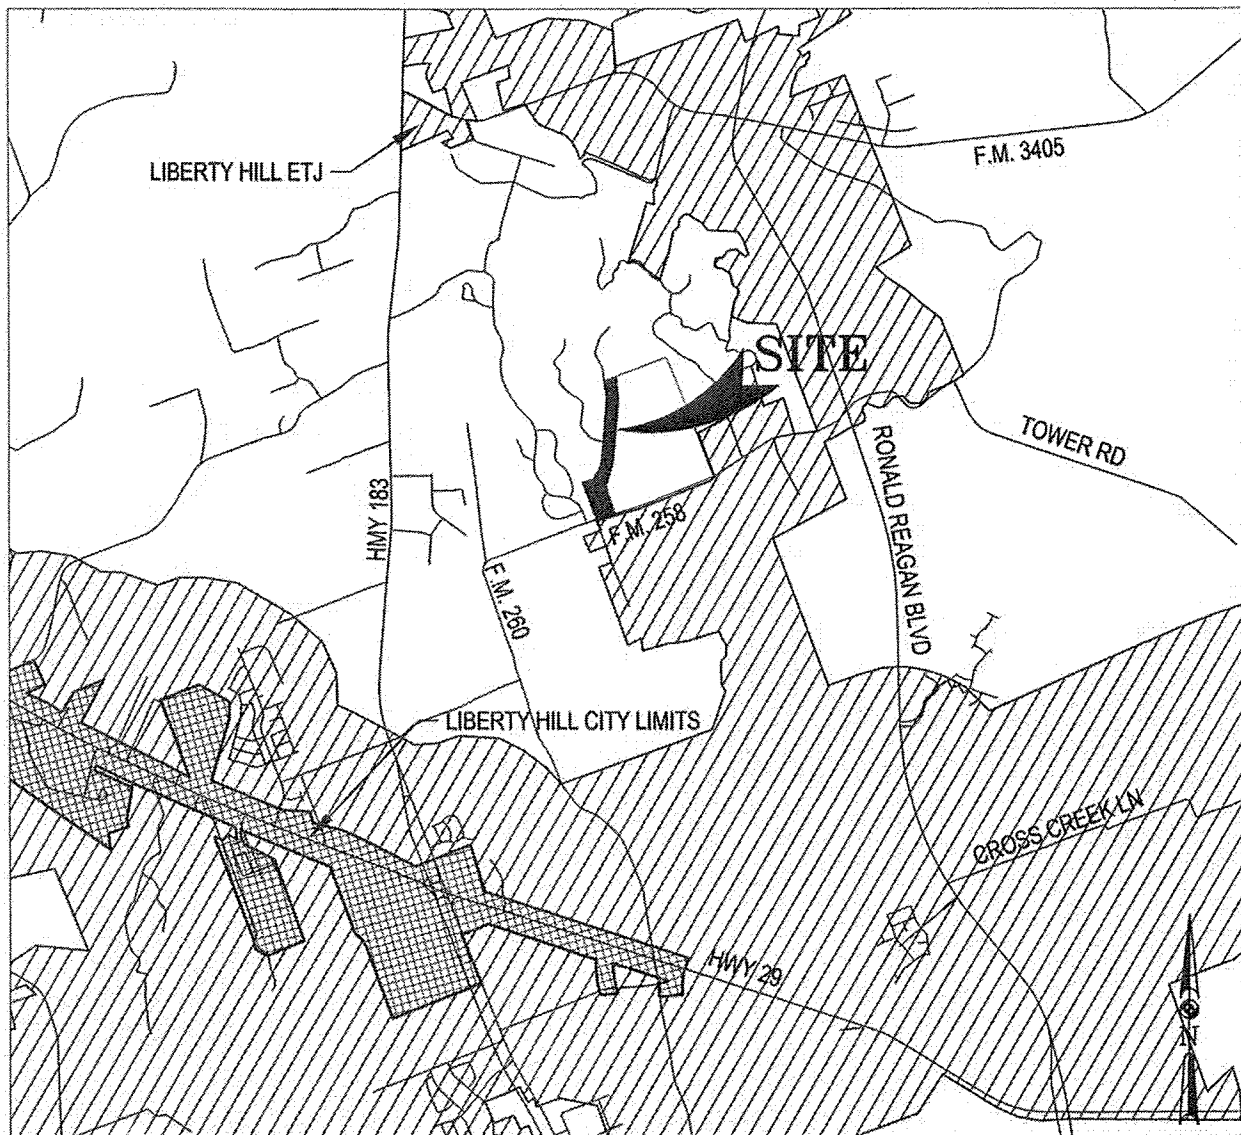 F.M. 3405
LIBERTY HILL ETJ
SITE
TOWER RD
RONALD REAGAN BLVD
HMY 183
F.M. 258
F.M. 260
LIBERTY HILL CITY LIMITS
CROSS CREEK LN
HWY 29
N